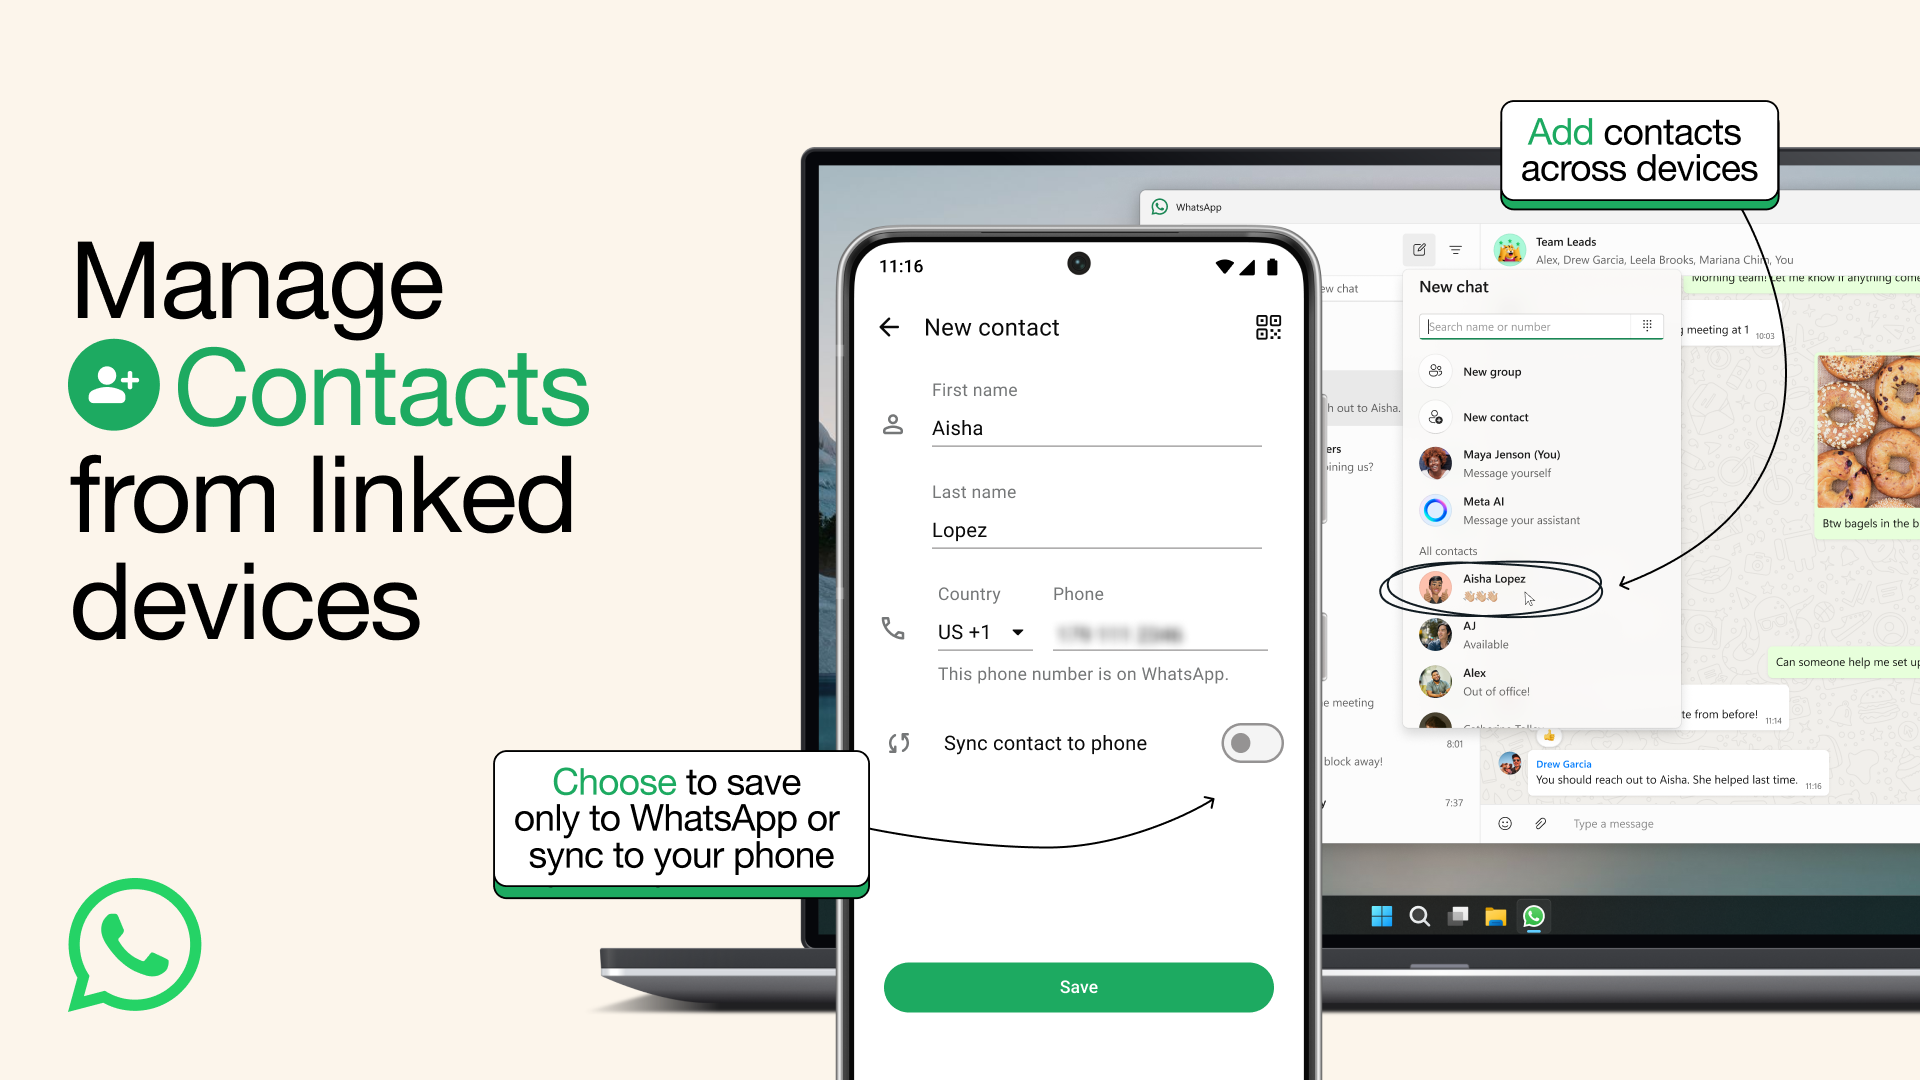 Manage
Contacts
from linked
devices
Add contacts
across devices
Choose to save
only to WhatsApp or
sync to your phone
11:16
New contact
First name
Aisha
Last name
Lopez
Country
Phone
US +1
This phone number is on WhatsApp.
Sync contact to phone
Save
WhatsApp
ew chat
h out to Aisha.
ers
ining us?
e meeting
8:01
block away!
7:37
New chat
Search name or number
New group
New contact
Maya Jenson (You)
Message yourself
Meta AI
Message your assistant
All contacts
Aisha Lopez
AJ
Available
Alex
Out of office!
Team Leads
Alex, Drew Garcia, Leela Brooks, Mariana Chim, You
Morning team! Let me know if anything come
g meeting at 1 10:03
Btw bagels in the b
Can someone help me set up
te from before! 11:14
Drew Garcia
You should reach out to Aisha. She helped last time. 11:16
Type a message